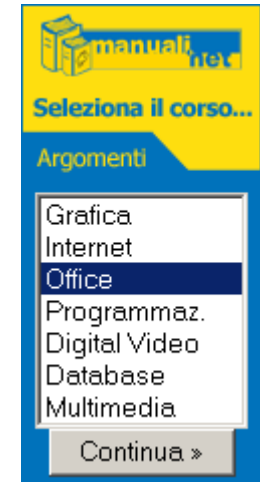 manuali
net
Seleziona il corso...
Argomenti
Grafica
Internet
Office
Programmaz.
Digital Video
Database
Multimedia
Continua »